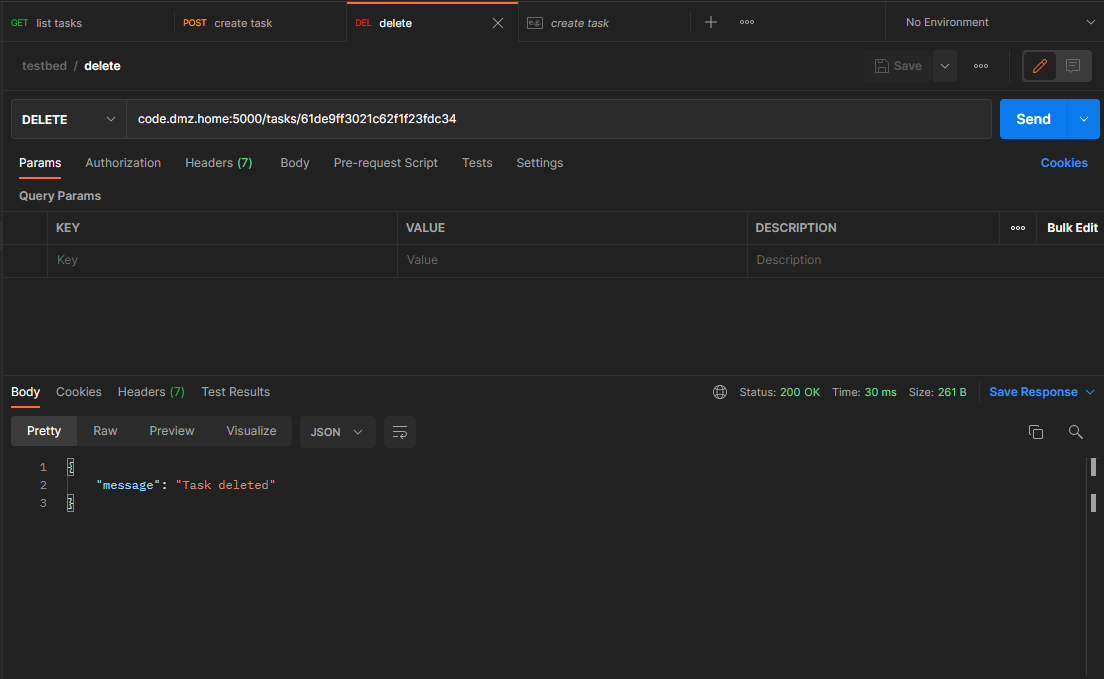 GET list tasks POST create task DEL delete e.g. create task No Environment
testbed / delete Save
DELETE code.dmz.home:5000/tasks/61de9ff3021c62f1f23fdc34 Send
Params Authorization Headers (7) Body Pre-request Script Tests Settings Cookies
Query Params
KEY VALUE DESCRIPTION Bulk Edit
Key Value Description
Body Cookies Headers (7) Test Results Status: 200 OK Time: 30 ms Size: 261 B Save Response
Pretty Raw Preview Visualize JSON
1 {
2 "message": "Task deleted"
3 }